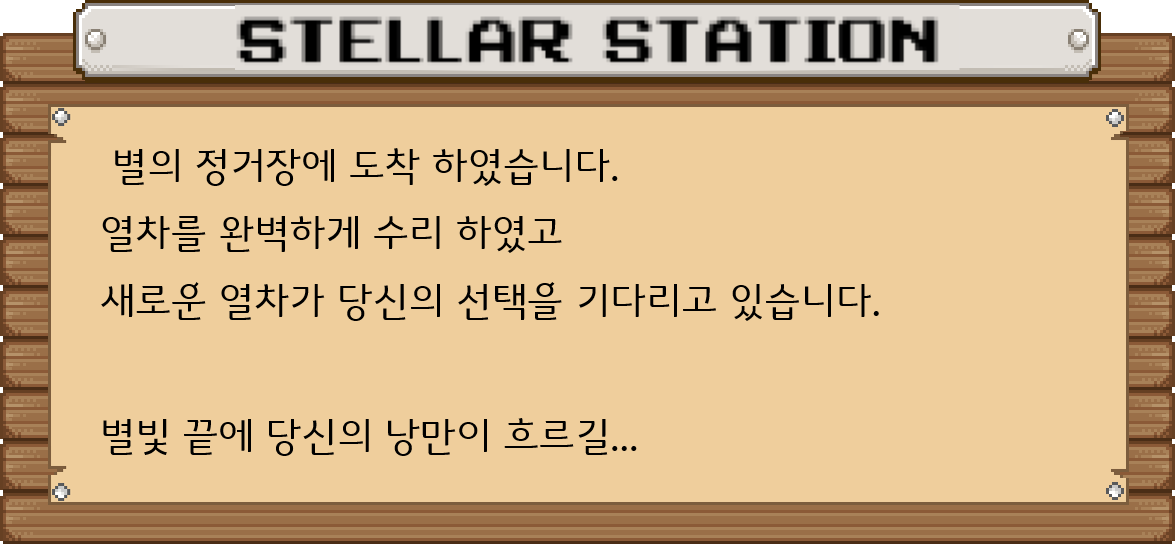 STELLAR STATION
별의 정거장에 도착 하였습니다.
열차를 완벽하게 수리 하였고
새로운 열차가 당신의 선택을 기다리고 있습니다.
별빛 끝에 당신의 낭만이 흐르길...